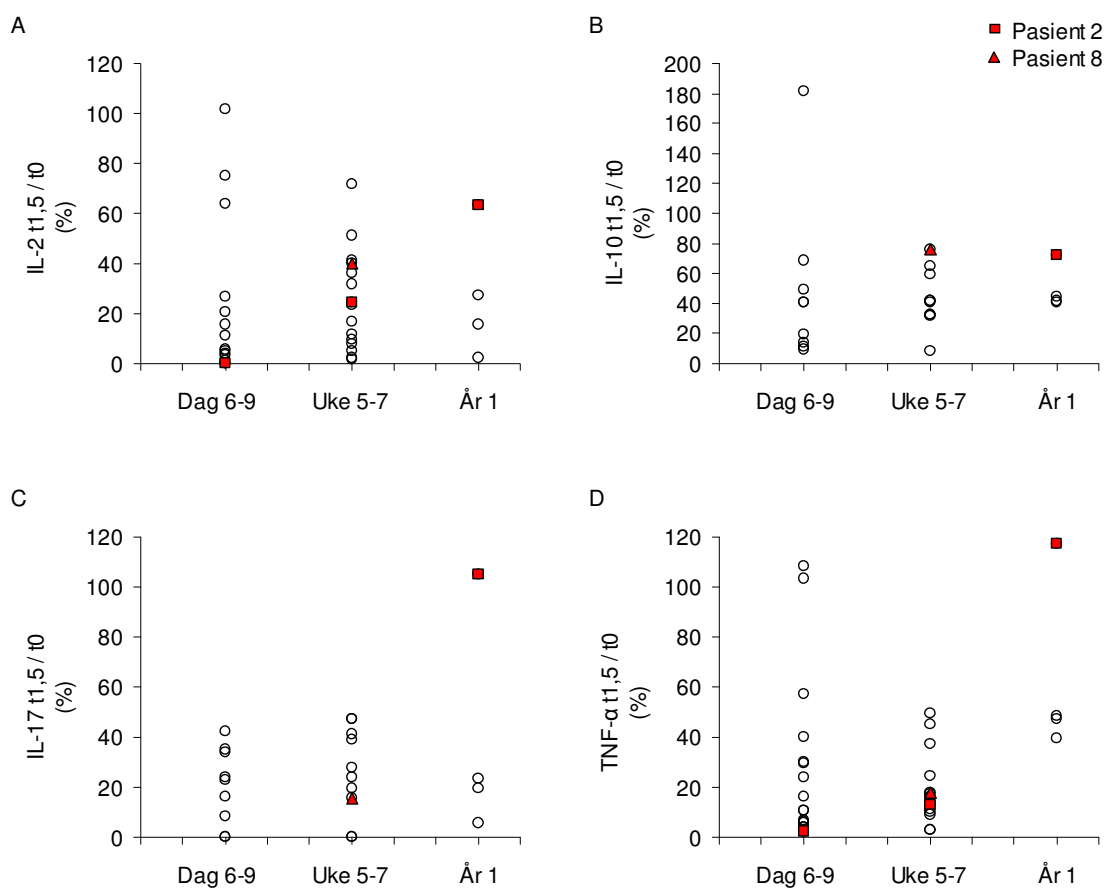 A
120
100
80
60
40
20
0
IL-2 t1,5 / t0
(%)
Dag 6-9 Uke 5-7 År 1
B
Pasient 2
Pasient 8
200
180
160
140
120
100
80
60
40
20
0
IL-10 t1,5 / t0
(%)
Dag 6-9 Uke 5-7 År 1
C
120
100
80
60
40
20
0
IL-17 t1,5 / t0
(%)
Dag 6-9 Uke 5-7 År 1
D
120
100
80
60
40
20
0
TNF-α t1,5 / t0
(%)
Dag 6-9 Uke 5-7 År 1